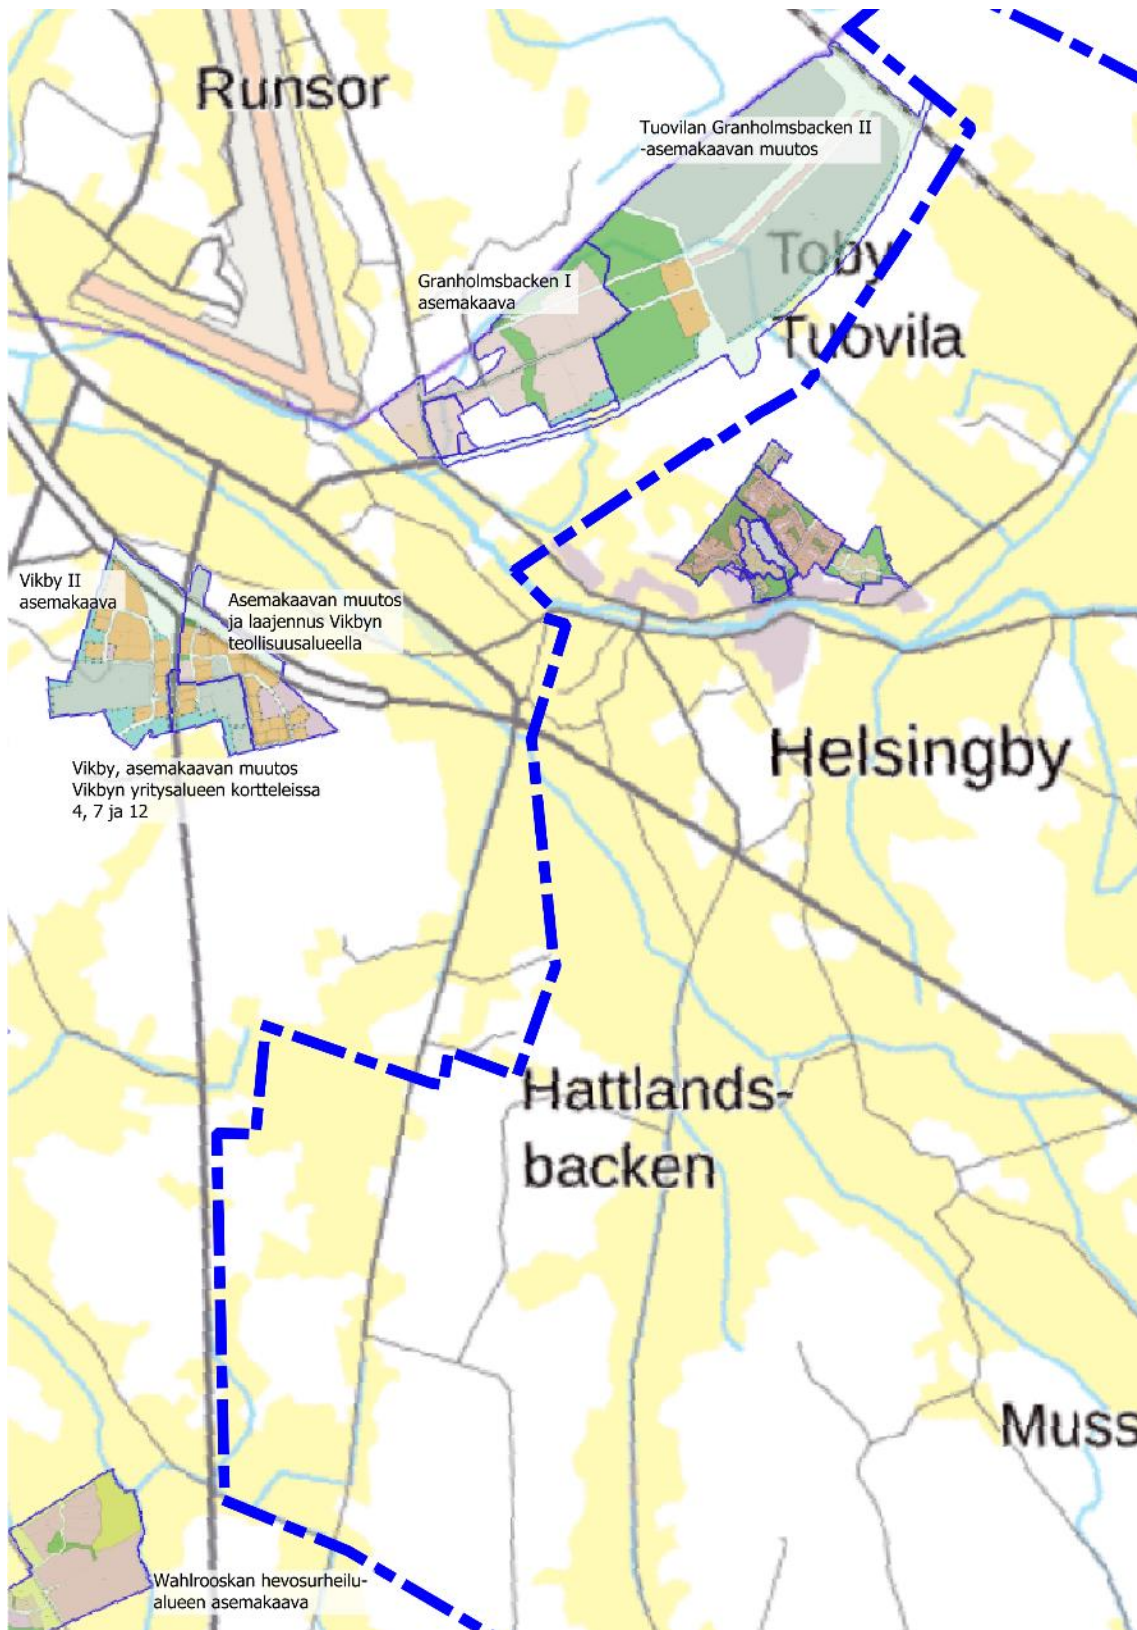 Runsor
Tuovilan Granholmsbacken II
-asemakaavan muutos
Toby
Tuovila
Granholmsbacken I
asemakaava
Vikby II
asemakaava
Asemakaavan muutos
ja laajennus Vikbyn
teollisuusalueella
Vikby, asemakaavan muutos
Vikbyn yritysalueen kortteleissa
4, 7 ja 12
Helsingby
Hattlands-
backen
Muss
Wahlrooskan hevosurheilu-
alueen asemakaava